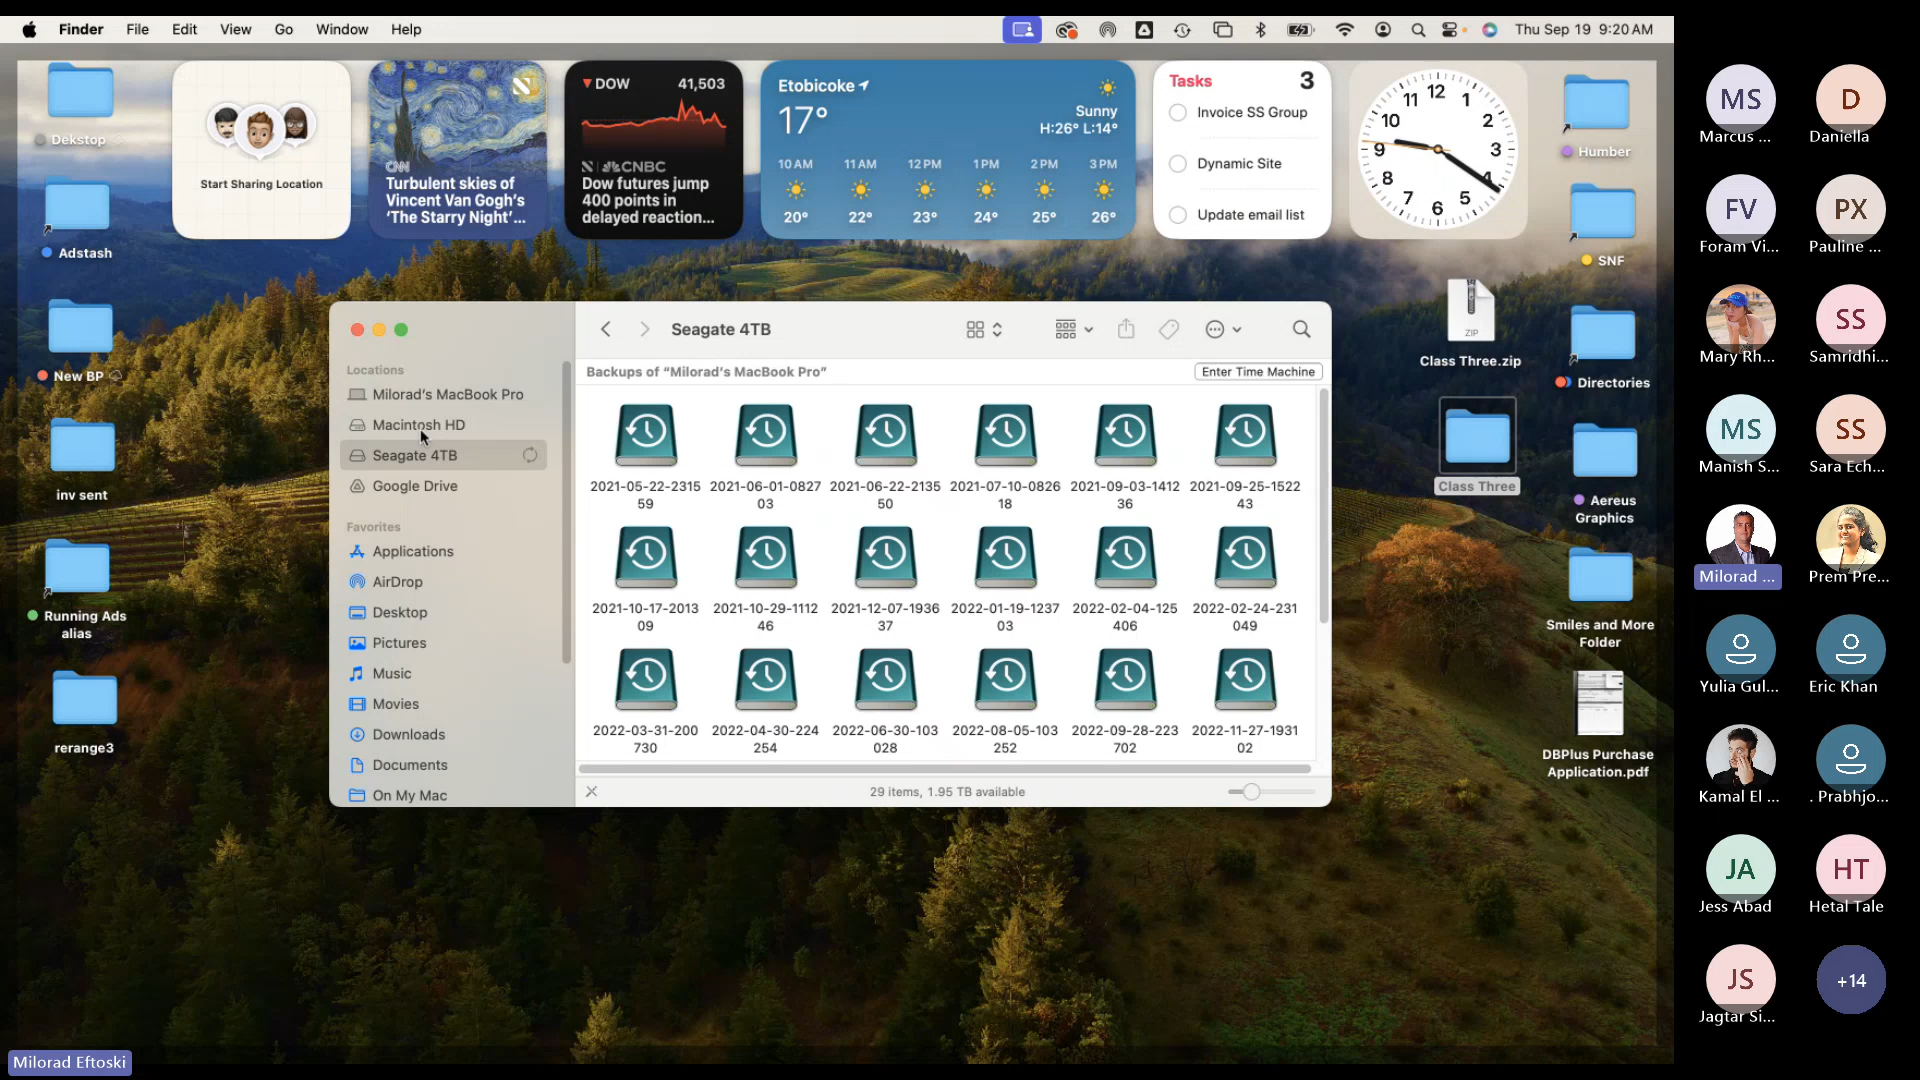 Finder File Edit View Go Window Help
Thu Sep 19 9:20 AM
Dekstop
Adstash
New BP
inv sent
Running Ads
alias
rerange3
Start Sharing Location
CNN
Turbulent skies of
Vincent Van Gogh's
'The Starry Night'...
DOW 41,503
CNBC
Dow futures jump
400 points in
delayed reaction...
Etobicoke
17°
Sunny
H:26° L:14°
10 AM 11 AM 12 PM 1 PM 2 PM 3 PM
20° 22° 23° 24° 25° 26°
Tasks 3
Invoice SS Group
Dynamic Site
Update email list
12 1 2 3 4 5 6 7 8 9 10 11
Humber
SNF
Class Three.zip
ZIP
Directories
Class Three
Aereus
Graphics
Smiles and More
Folder
DBPlus Purchase
Application.pdf
Locations
Milorad's MacBook Pro
Macintosh HD
Seagate 4TB
Google Drive
Favorites
Applications
AirDrop
Desktop
Pictures
Music
Movies
Downloads
Documents
On My Mac
Seagate 4TB
Backups of “Milorad's MacBook Pro”
Enter Time Machine
2021-05-22-2315 2021-06-01-0827 2021-06-22-2135 2021-07-10-0826 2021-09-03-1412 2021-09-25-1522
59 03 50 18 36 43
2021-10-17-2013 2021-10-29-1112 2021-12-07-1936 2022-01-19-1237 2022-02-04-125 2022-02-24-231
09 46 37 03 406 049
2022-03-31-200 2022-04-30-224 2022-06-30-103 2022-08-05-103 2022-09-28-223 2022-11-27-1931
730 254 028 252 702 02
29 items, 1.95 TB available
MS D
Marcus ... Daniella
FV PX
Foram Vi... Pauline ...
SS
Mary Rh... Samridhi...
MS SS
Manish S... Sara Ech...
Milorad ... Prem Pre...
Yulia Gul... Eric Khan
Kamal El ... . Prabhjo...
JA HT
Jess Abad Hetal Tale
JS +14
Jagtar Si...
Milorad Eftoski